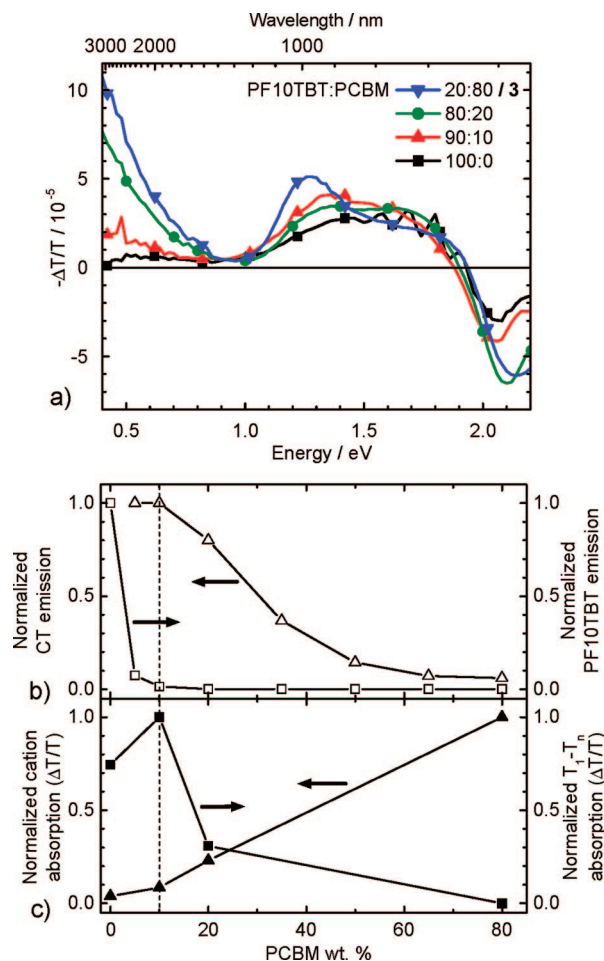 Wavelength / nm
3000 2000 1000
PF10TBT:PCBM
20:80 / 3
80:20
90:10
100:0
-ΔT/T / 10⁻⁵
10
5
0
-5
0.5 1.0 1.5 2.0
Energy / eV
a)
Normalized
CT emission
1.0
0.5
0.0
1.0
0.5
0.0
Normalized
PF10TBT emission
b)
Normalized cation
absorption (ΔT/T)
1.0
0.5
0.0
1.0
0.5
0.0
Normalized T₁-Tₙ
absorption (ΔT/T)
c)
0 20 40 60 80
PCBM wt. %